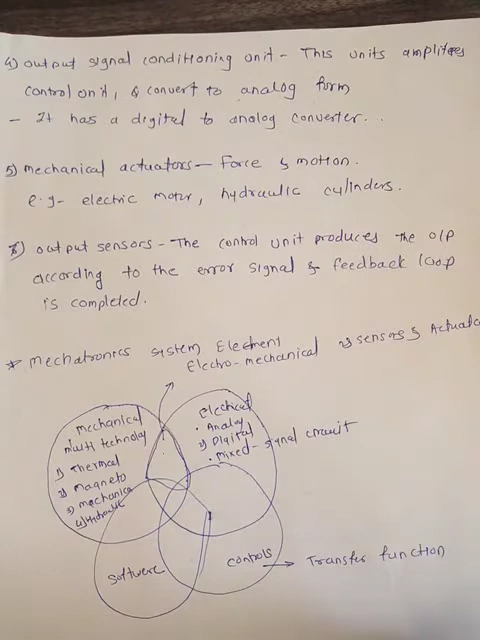 4) output signal conditioning unit - This units amplifies
control unit, & convert to analog form
- It has a digital to analog converter. . .
5) mechanical actuators - Force & motion.
e.g- electric motor, hydraulic cylinders.
6) output sensors - The control unit produces the O/P
according to the error signal & feedback loop
is completed.
* Mechatronics system Element
Electro-mechanical sensors & Actuato
mechanical
multi technoloy
1) Thermal
2) magneto
3) mechanica
4) Hydraulic
Electrical
• Analog
2) Digital
• mixed-signal circuit
software
controls → Transfer function